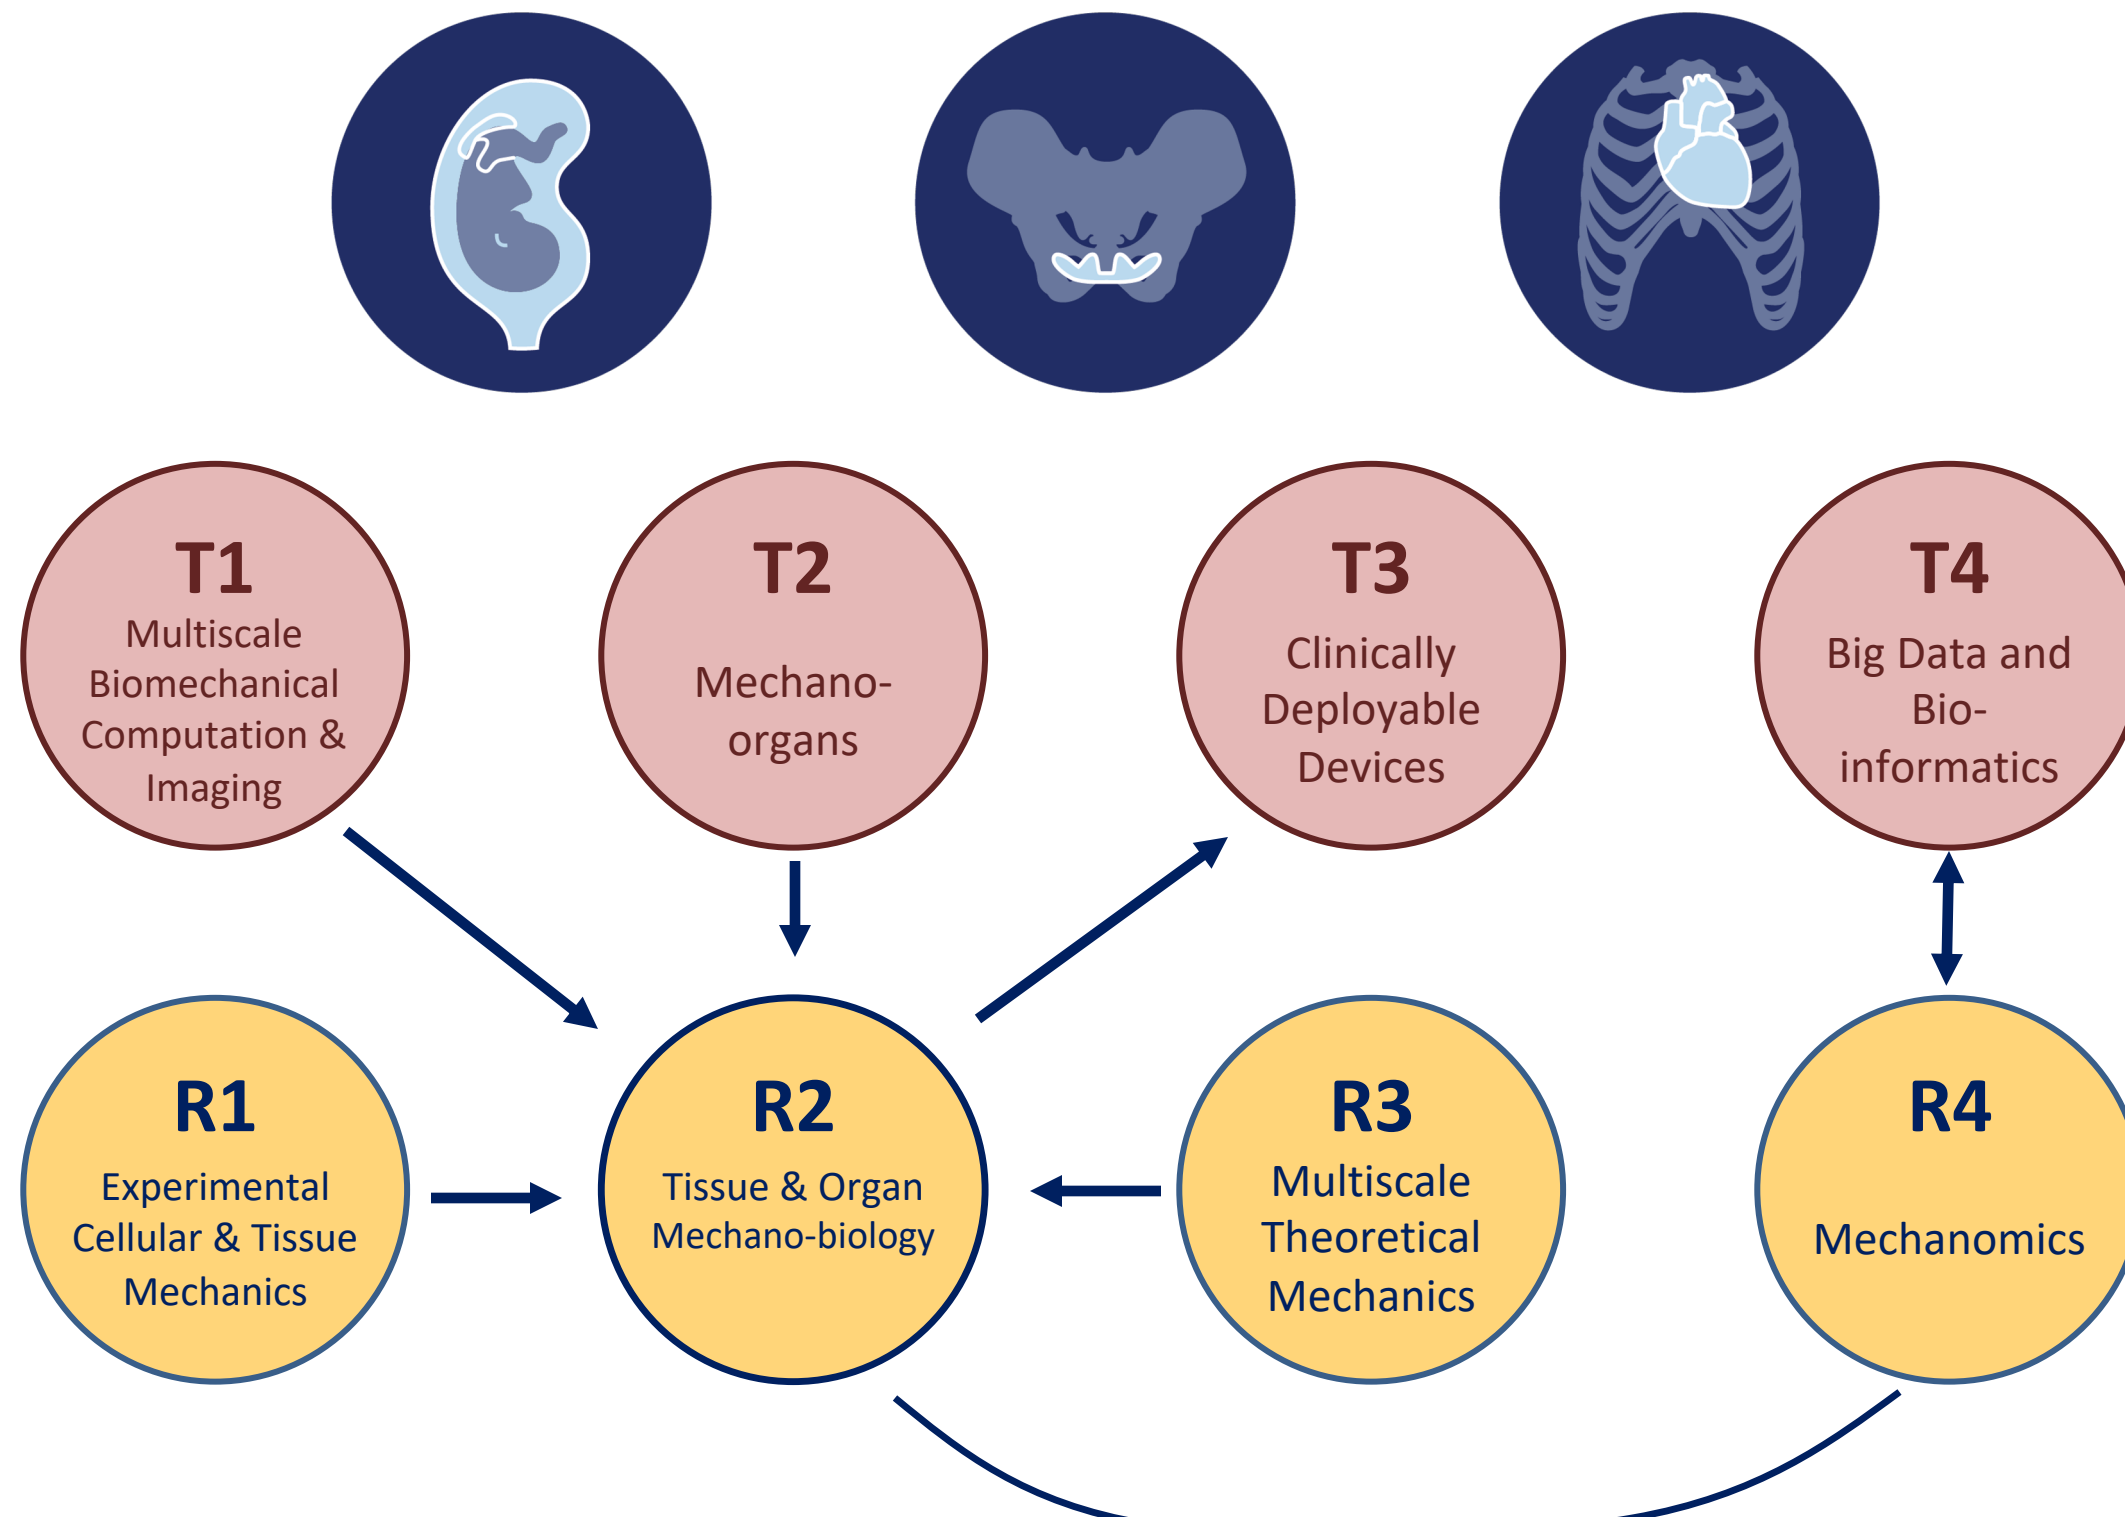 T1
Multiscale
Biomechanical
Computation &
Imaging
T2
Mechano-
organs
T3
Clinically
Deployable
Devices
T4
Big Data and
Bio-
informatics
R1
Experimental
Cellular & Tissue
Mechanics
R2
Tissue & Organ
Mechano-biology
R3
Multiscale
Theoretical
Mechanics
R4
Mechanomics